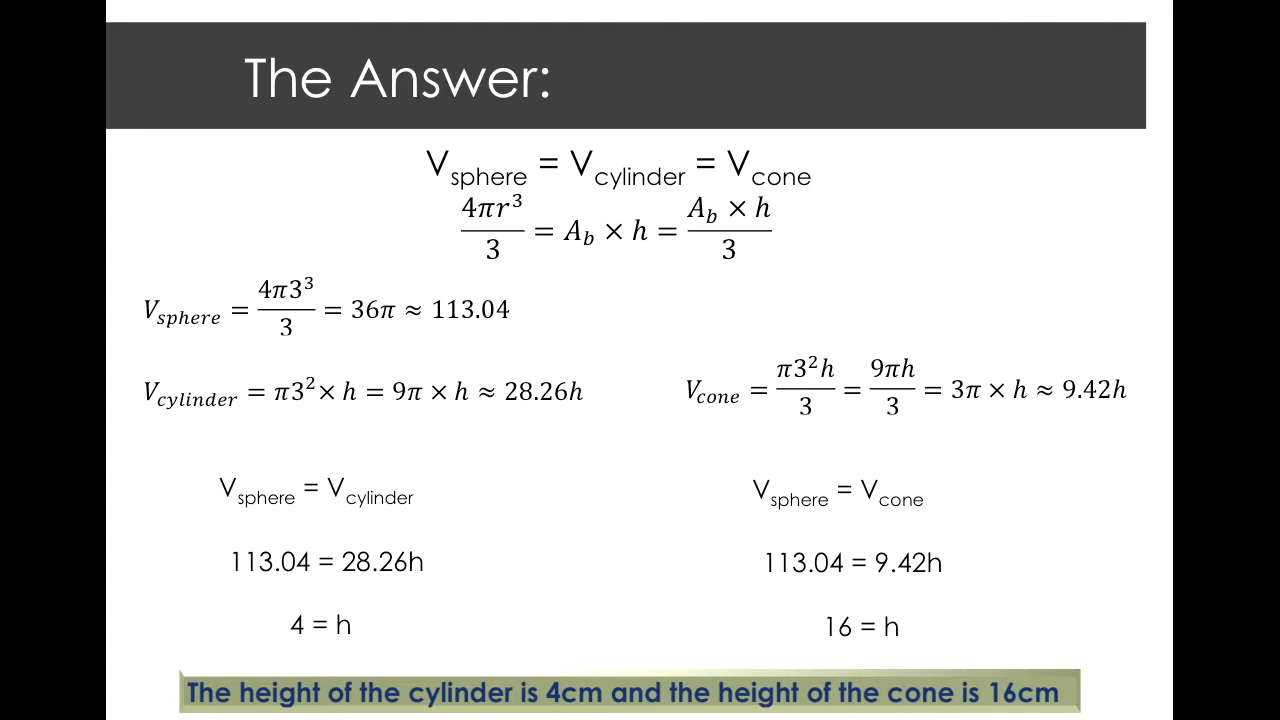 The Answer:
V_sphere = V_cylinder = V_cone
4πr³/3 = A_b × h = A_b × h/3
V_sphere = 4π3³/3 = 36π ≈ 113.04
V_cylinder = π3² × h = 9π × h ≈ 28.26h
V_cone = π3²h/3 = 9πh/3 = 3π × h ≈ 9.42h
V_sphere = V_cylinder
113.04 = 28.26h
4 = h
V_sphere = V_cone
113.04 = 9.42h
16 = h
The height of the cylinder is 4cm and the height of the cone is 16cm